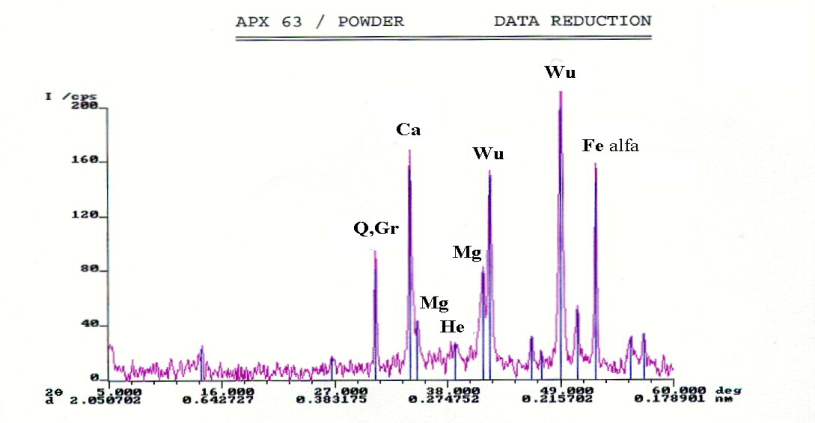 APX 63 / POWDER DATA REDUCTION
Wu
I /cps
200
Ca
Wu
Fe alfa
160
Q,Gr
120
Mg
80
Mg
He
40
0
2θ 5.000 16.000 27.000 38.000 49.000 60.000 deg
d 2.050702 0.642727 0.383175 0.274752 0.215702 0.178901 nm